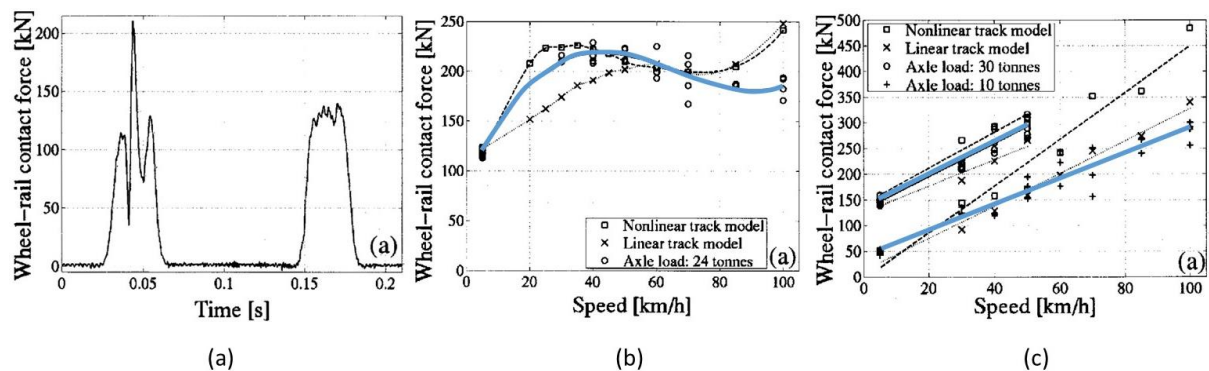 Wheel−rail contact force [kN]
250
200
150
100
50
0
0
0.05
0.1
0.15
0.2
Time [s]
(a)
(a)
Wheel−rail contact force [kN]
250
200
150
100
50
0
0
20
40
60
80
100
Speed [km/h]
Nonlinear track model
Linear track model
Axle load: 24 tonnes
(a)
(b)
Wheel−rail contact force [kN]
500
450
400
350
300
250
200
150
100
50
0
0
20
40
60
80
100
Speed [km/h]
Nonlinear track model
Linear track model
Axle load: 30 tonnes
Axle load: 10 tonnes
(a)
(c)